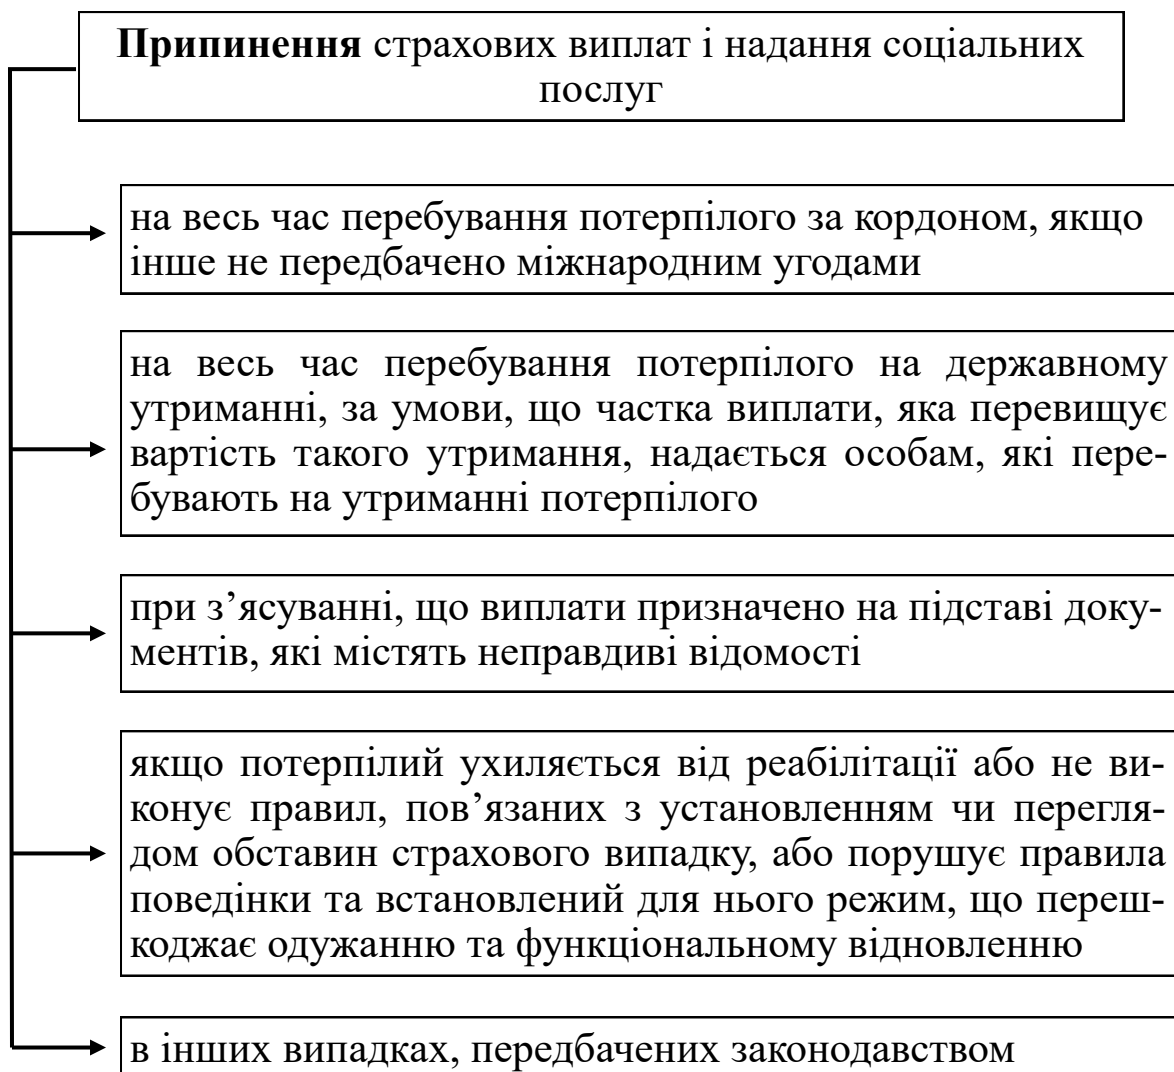 Припинення страхових виплат і надання соціальних
послуг
на весь час перебування потерпілого за кордоном, якщо
інше не передбачено міжнародним угодами
на весь час перебування потерпілого на державному
утриманні, за умови, що частка виплати, яка перевищує
вартість такого утримання, надається особам, які пере-
бувають на утриманні потерпілого
при з’ясуванні, що виплати призначено на підставі доку-
ментів, які містять неправдиві відомості
якщо потерпілий ухиляється від реабілітації або не ви-
конує правил, пов’язаних з установленням чи перегля-
дом обставин страхового випадку, або порушує правила
поведінки та встановлений для нього режим, що переш-
коджає одужанню та функціональному відновленню
в інших випадках, передбачених законодавством